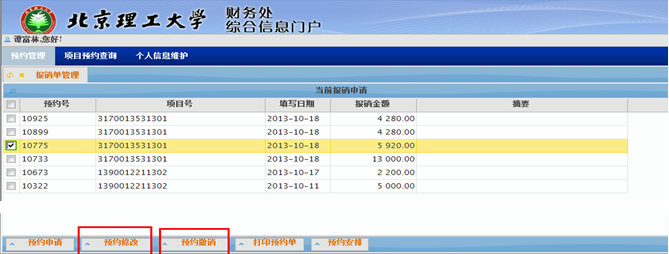 北京理工大学 财务处
综合信息门户
谭富林,您好!
预约管理 项目预约查询 个人信息维护
报销单管理
当前报销申请
预约号 项目号 填写日期 报销金额 摘要
10925 3170013531301 2013-10-18 4 280.00
10899 3170013531301 2013-10-18 4 280.00
10775 3170013531301 2013-10-18 5 920.00
10733 3170013531301 2013-10-18 13 000.00
10673 1390012211302 2013-10-17 2 200.00
10322 1390012211302 2013-10-11 5 000.00
预约申请 预约修改 预约撤销 打印预约单 预约安排